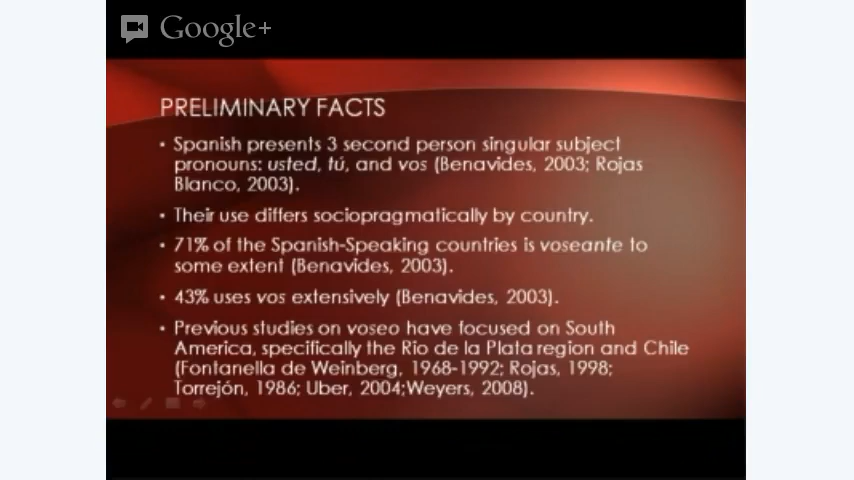 Google+
PRELIMINARY FACTS
• Spanish presents 3 second person singular subject
pronouns: usted, tú, and vos (Benavides, 2003; Rojas
Blanco, 2003).
• Their use differs sociopragmatically by country.
• 71% of the Spanish-Speaking countries is voseante to
some extent (Benavides, 2003).
• 43% uses vos extensively (Benavides, 2003).
• Previous studies on voseo have focused on South
America, specifically the Rio de la Plata region and Chile
(Fontanella de Weinberg, 1968-1992; Rojas, 1998;
Torrejón, 1986; Uber, 2004;Weyers, 2008).